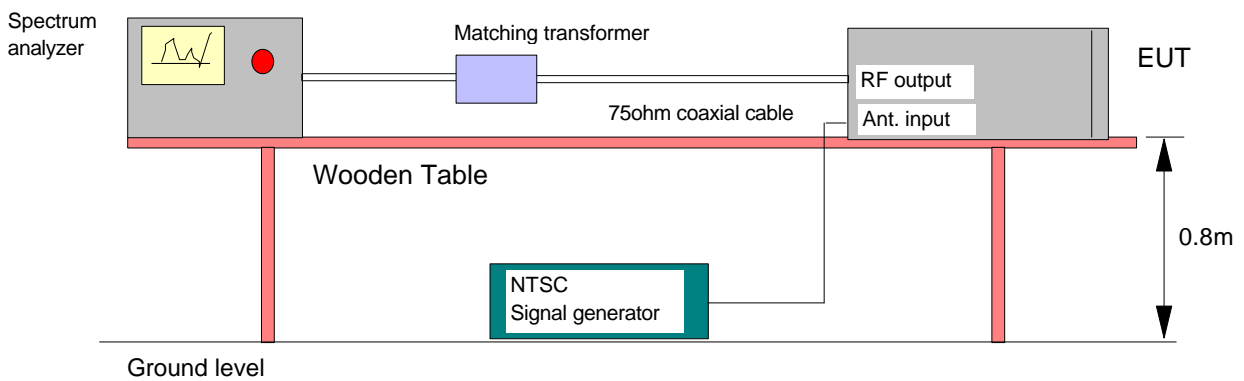 Spectrum
analyzer
Matching transformer
EUT
RF output
75ohm coaxial cable
Ant. input
Wooden Table
0.8m
NTSC
Signal generator
Ground level